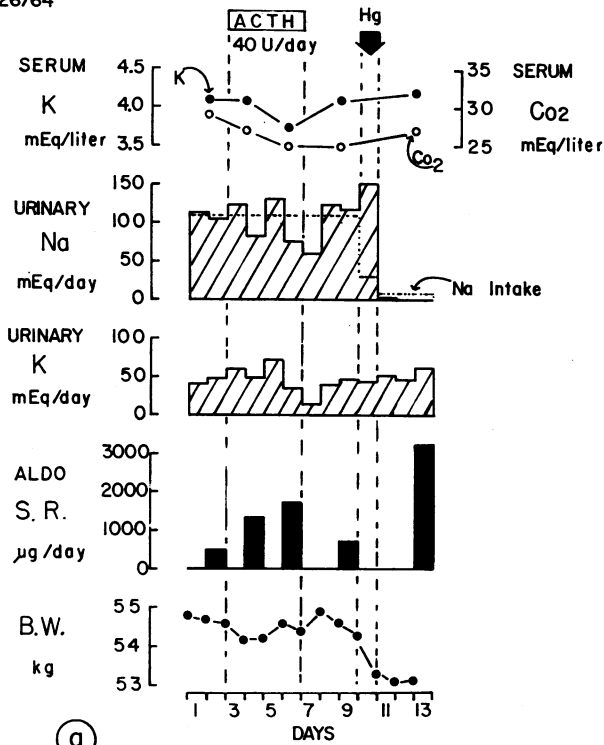 26/64
ACTH
40 U/day
Hg
SERUM
K
mEq/liter
4.5
4.0
3.5
K
Co2
35
30
25
SERUM
Co2
mEq/liter
URINARY
Na
mEq/day
150
100
50
0
Na Intake
URINARY
K
mEq/day
100
50
0
ALDO
S. R.
µg/day
3000
2000
1000
0
B.W.
kg
55
54
53
1 3 5 7 9 11 13
DAYS
a